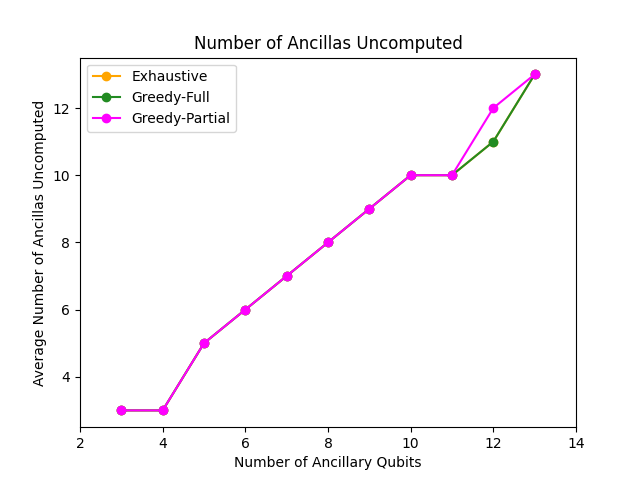 Number of Ancillas Uncomputed
Exhaustive
Greedy-Full
Greedy-Partial
Average Number of Ancillas Uncomputed
12
10
8
6
4
2 4 6 8 10 12 14
Number of Ancillary Qubits